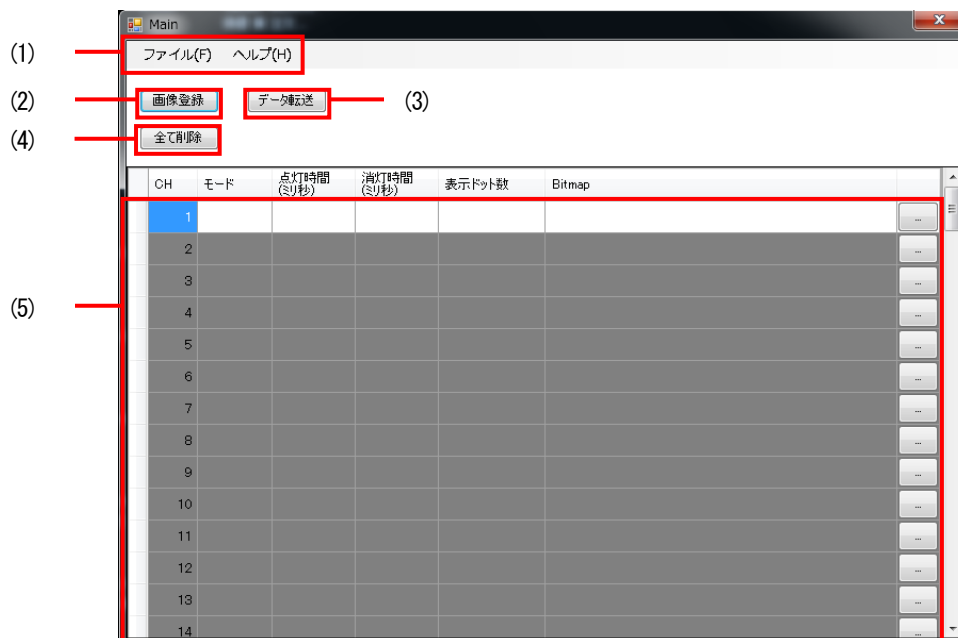 Main
(1)
ファイル(F) ヘルプ(H)
(2) 画像登録 データ転送 (3)
(4) 全て削除
CH モード 点灯時間(ミリ秒) 消灯時間(ミリ秒) 表示ドット数 Bitmap
1 ...
2 ...
3 ...
(5) 4 ...
5 ...
6 ...
7 ...
8 ...
9 ...
10 ...
11 ...
12 ...
13 ...
14 ...